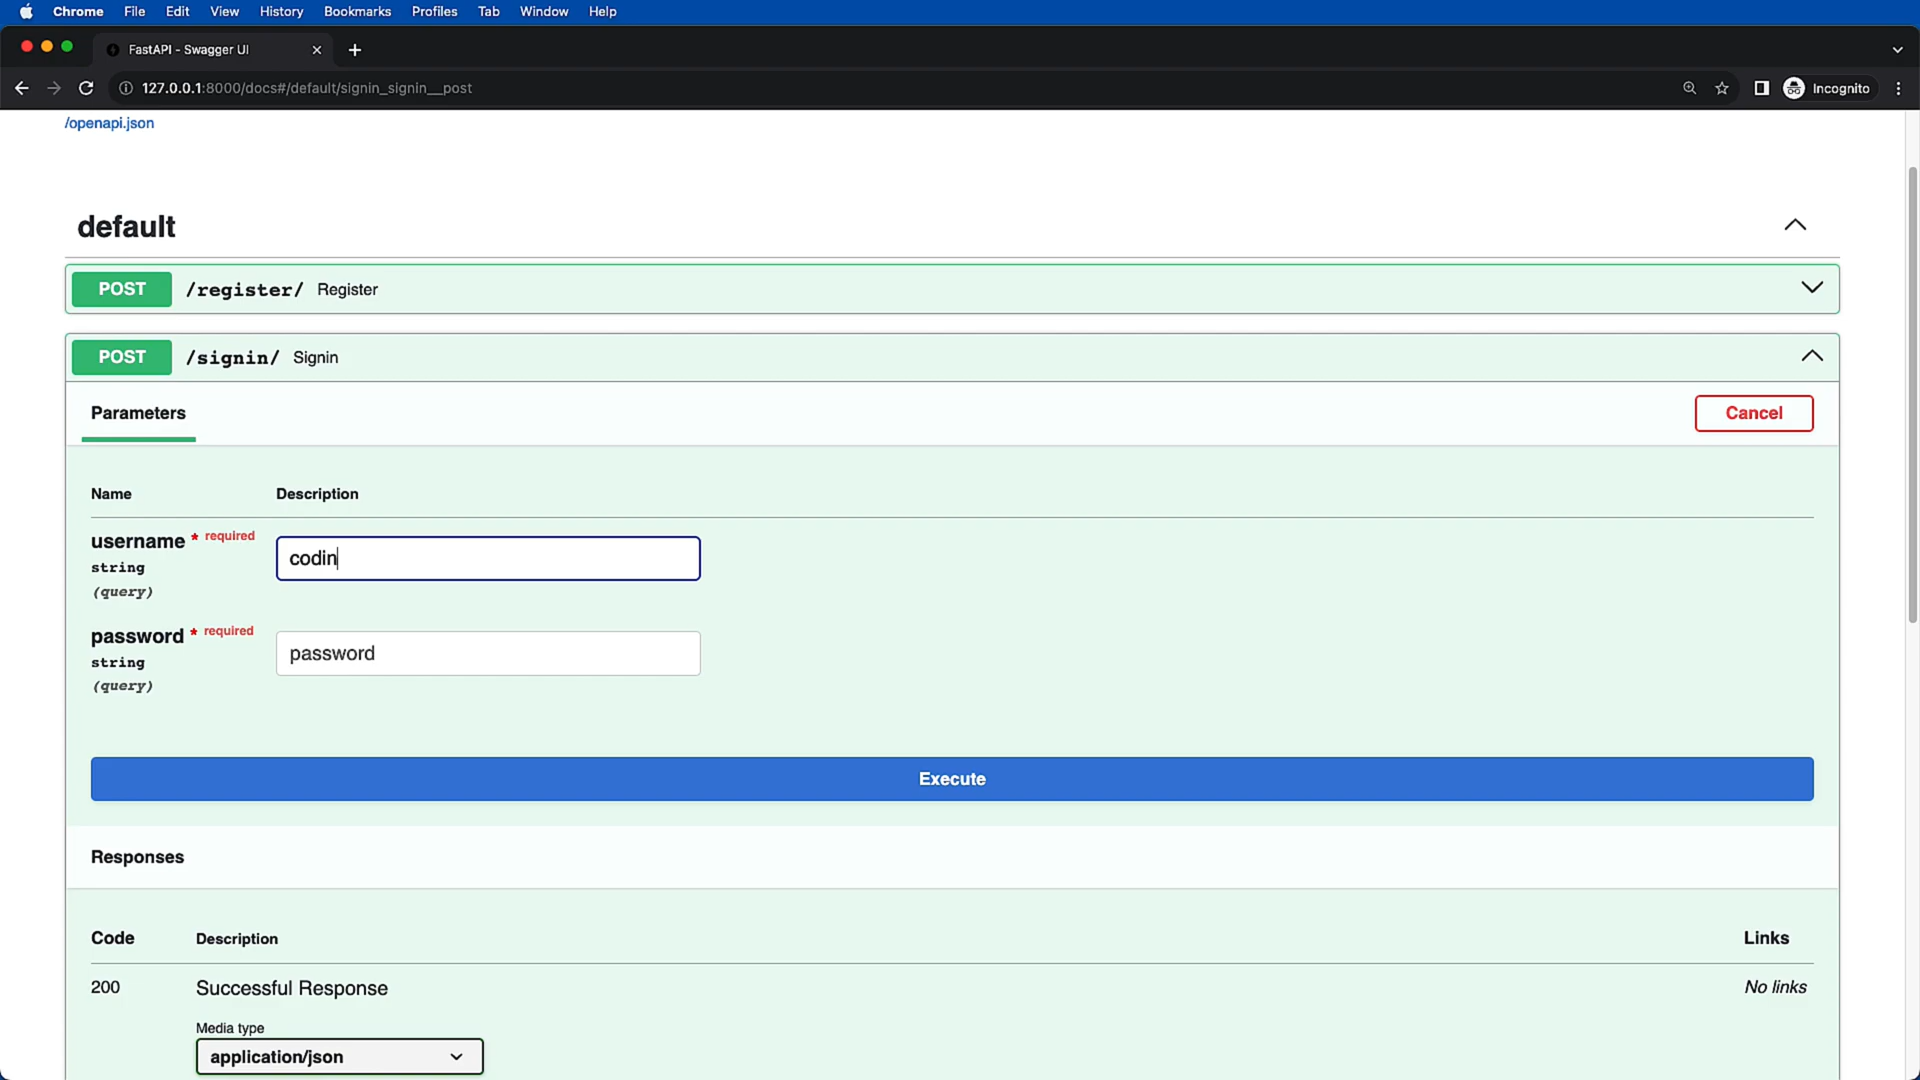 Chrome File Edit View History Bookmarks Profiles Tab Window Help
FastAPI - Swagger UI
127.0.0.1:8000/docs#/default/signin_signin__post
Incognito
/openapi.json
default
POST /register/ Register
POST /signin/ Signin
Parameters
Cancel
Name Description
username * required
string
(query)
codin
password * required
string
(query)
password
Execute
Responses
Code Description Links
200 Successful Response No links
Media type
application/json